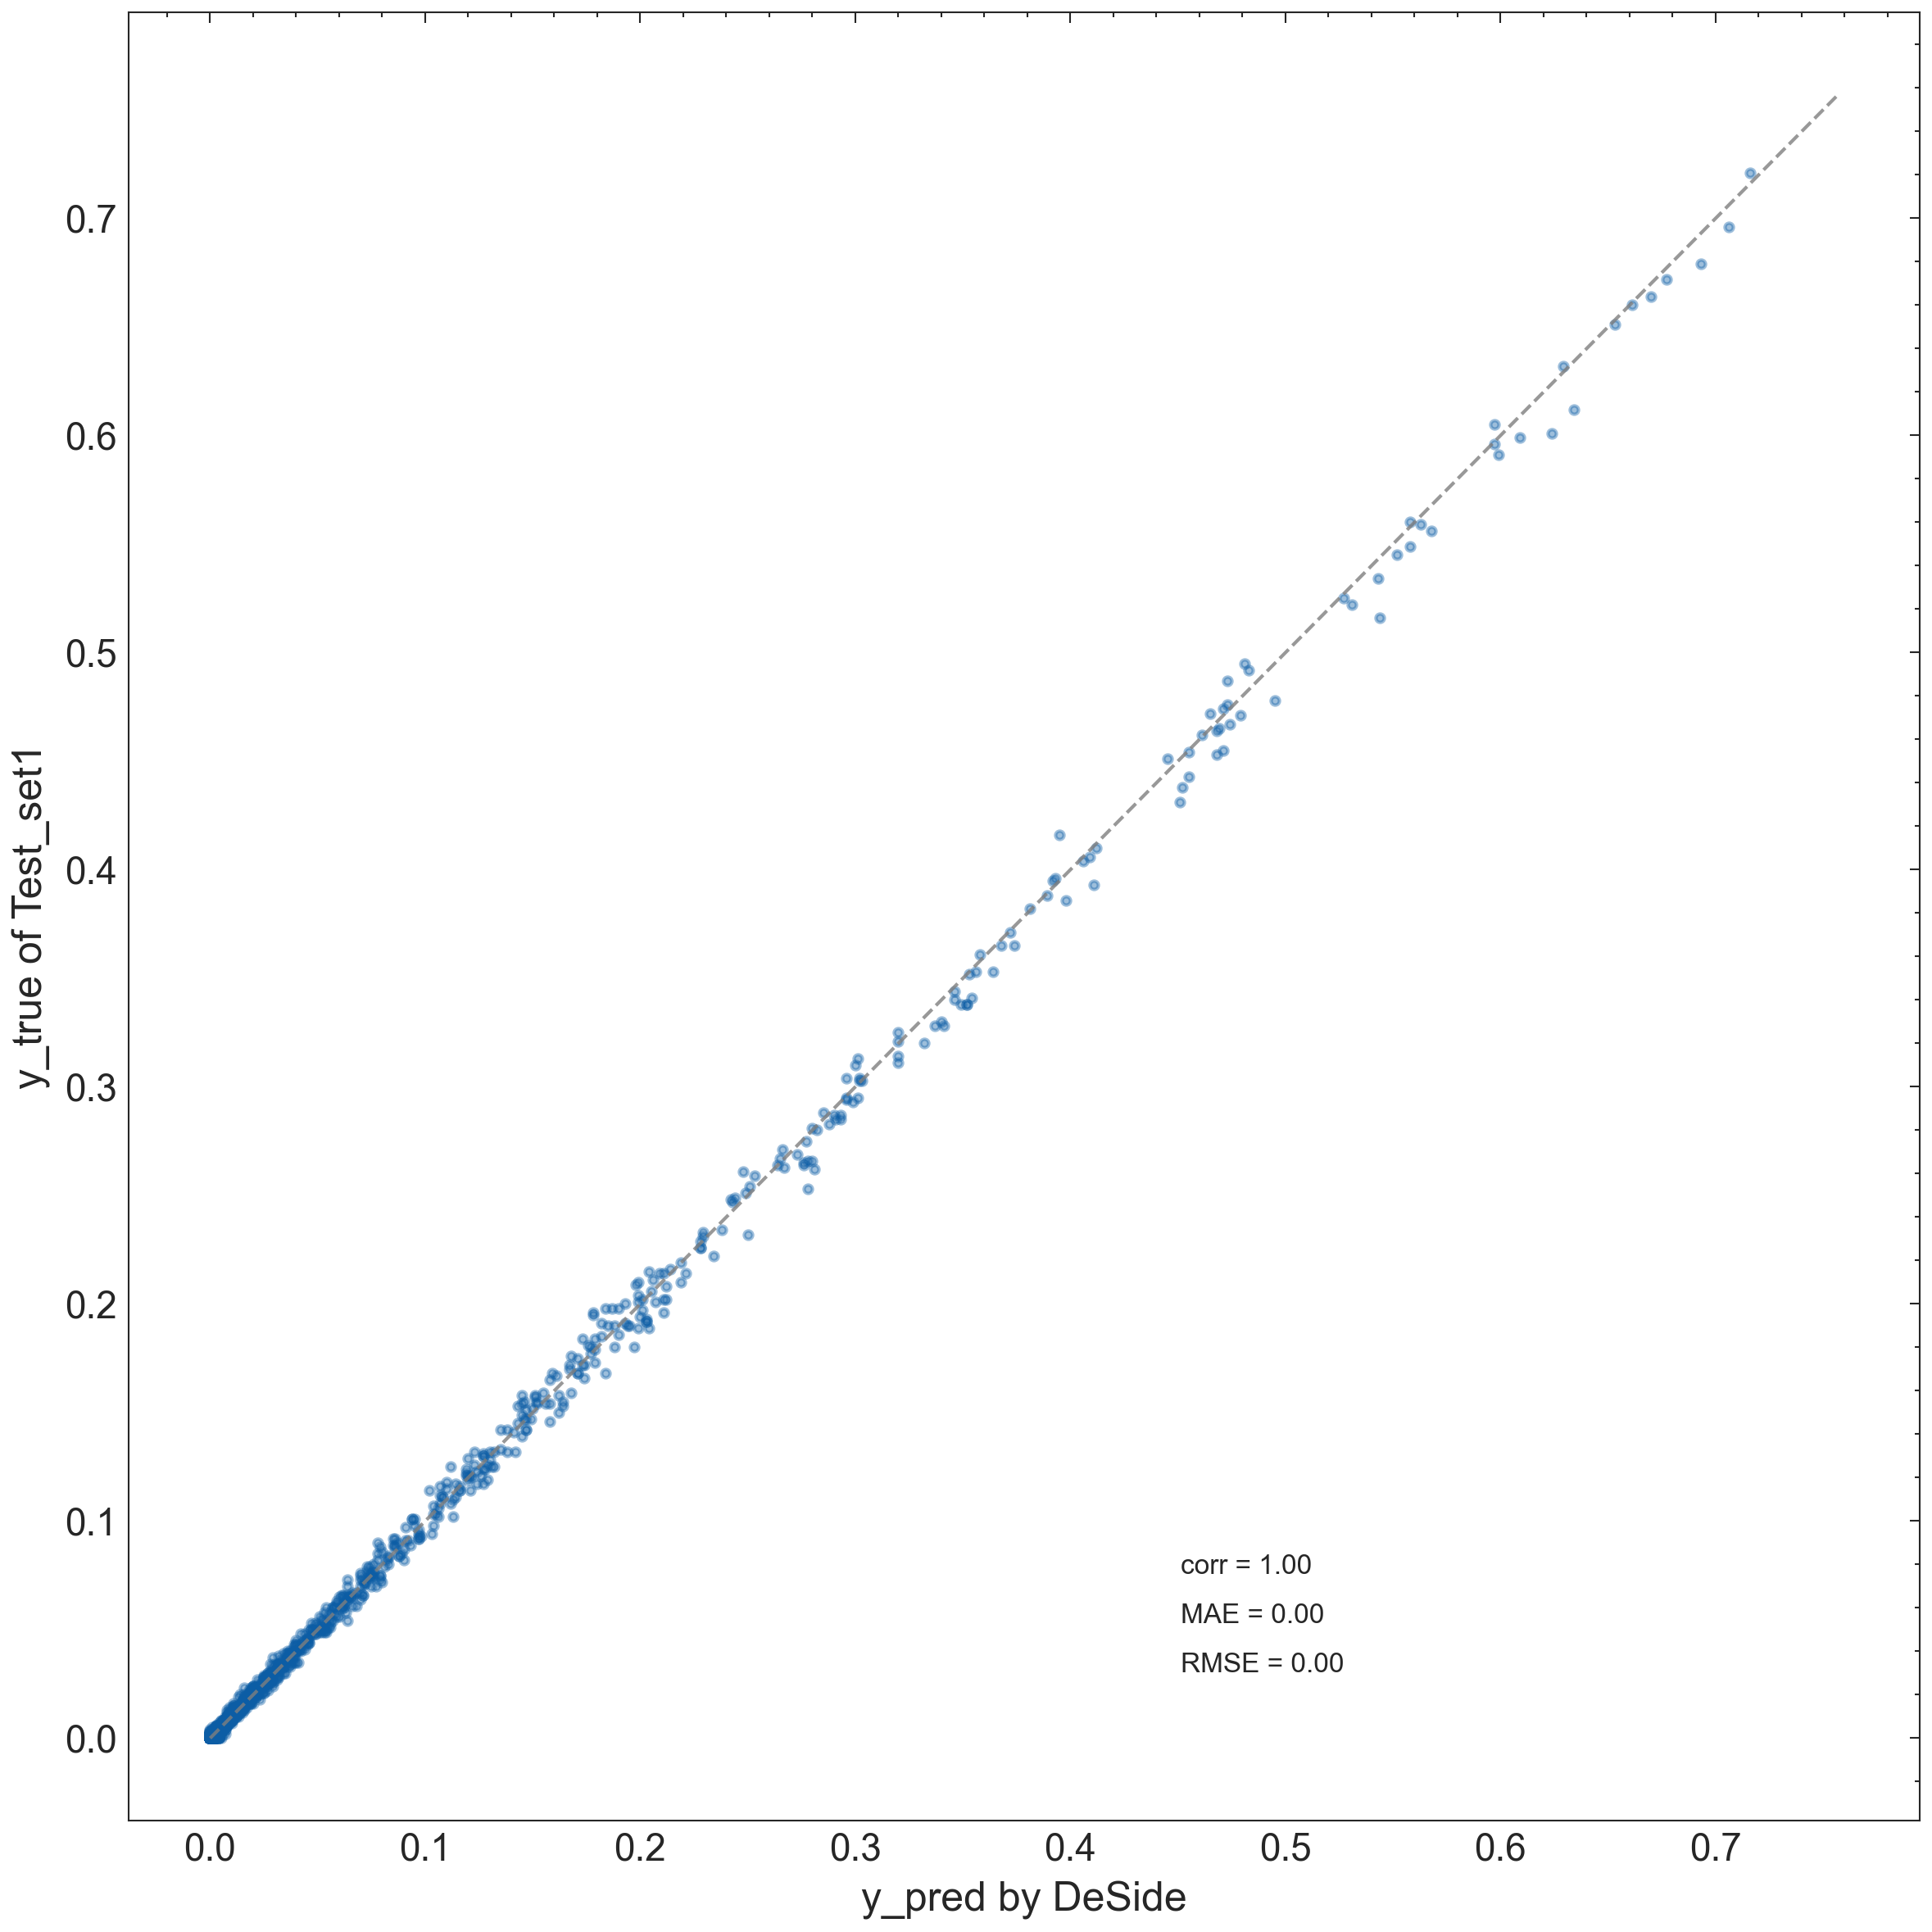 y_true of Test_set1
0.7
0.6
0.5
0.4
0.3
0.2
0.1
0.0
corr = 1.00
MAE = 0.00
RMSE = 0.00
0.0 0.1 0.2 0.3 0.4 0.5 0.6 0.7
y_pred by DeSide